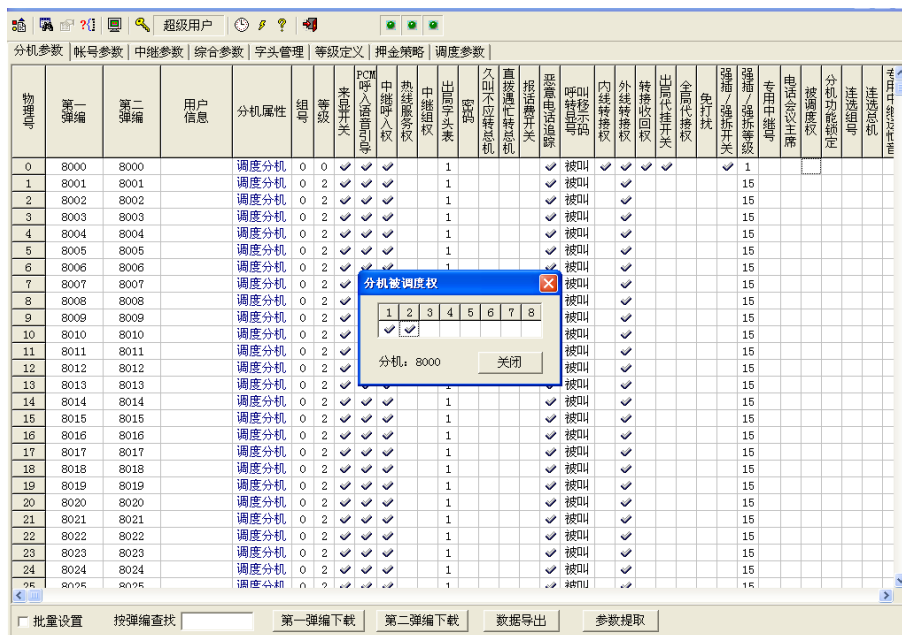 超级用户
分机参数 帐号参数 中继参数 综合参数 字头管理 等级定义 押金策略 调度参数
物理号 第一弹编 第二弹编 用户信息 分机属性 组号 等级 来显开关 PCM呼入语音引导 中继呼入权 热线服务权 中继组权 出局字头表 密码 久叫不应转总机 直拨遇忙转总机 报话费开关 恶意电话追踪 呼叫转移显示号码 内线转接权 外线转接权 转接收回权 出局代挂开关 全局代接权 免打扰 强插/强拆开关 强插/强拆等级 专用中继号 电话会议主席 被调度权 分机功能锁定 连选组号 连选总机
0 8000 8000 调度分机 0 0 1 被叫 1
1 8001 8001 调度分机 0 2 1 被叫 15
2 8002 8002 调度分机 0 2 1 被叫 15
3 8003 8003 调度分机 0 2 1 被叫 15
4 8004 8004 调度分机 0 2 1 被叫 15
5 8005 8005 调度分机 0 2 1 被叫 15
6 8006 8006 调度分机 0 2 1 被叫 15
7 8007 8007 调度分机 0 2 被叫 15
8 8008 8008 调度分机 0 2 被叫 15
9 8009 8009 调度分机 0 2 被叫 15
10 8010 8010 调度分机 0 2 被叫 15
11 8011 8011 调度分机 0 2 被叫 15
12 8012 8012 调度分机 0 2 被叫 15
13 8013 8013 调度分机 0 2 1 被叫 15
14 8014 8014 调度分机 0 2 1 被叫 15
15 8015 8015 调度分机 0 2 1 被叫 15
16 8016 8016 调度分机 0 2 1 被叫 15
17 8017 8017 调度分机 0 2 1 被叫 15
18 8018 8018 调度分机 0 2 1 被叫 15
19 8019 8019 调度分机 0 2 1 被叫 15
20 8020 8020 调度分机 0 2 1 被叫 15
21 8021 8021 调度分机 0 2 1 被叫 15
22 8022 8022 调度分机 0 2 1 被叫 15
23 8023 8023 调度分机 0 2 1 被叫 15
24 8024 8024 调度分机 0 2 1 被叫 15
25 8025 8025 调度分机 0 2 1 被叫 15
分机被调度权
1 2 3 4 5 6 7 8
分机: 8000 关闭
批量设置 按弹编查找 第一弹编下载 第二弹编下载 数据导出 参数提取